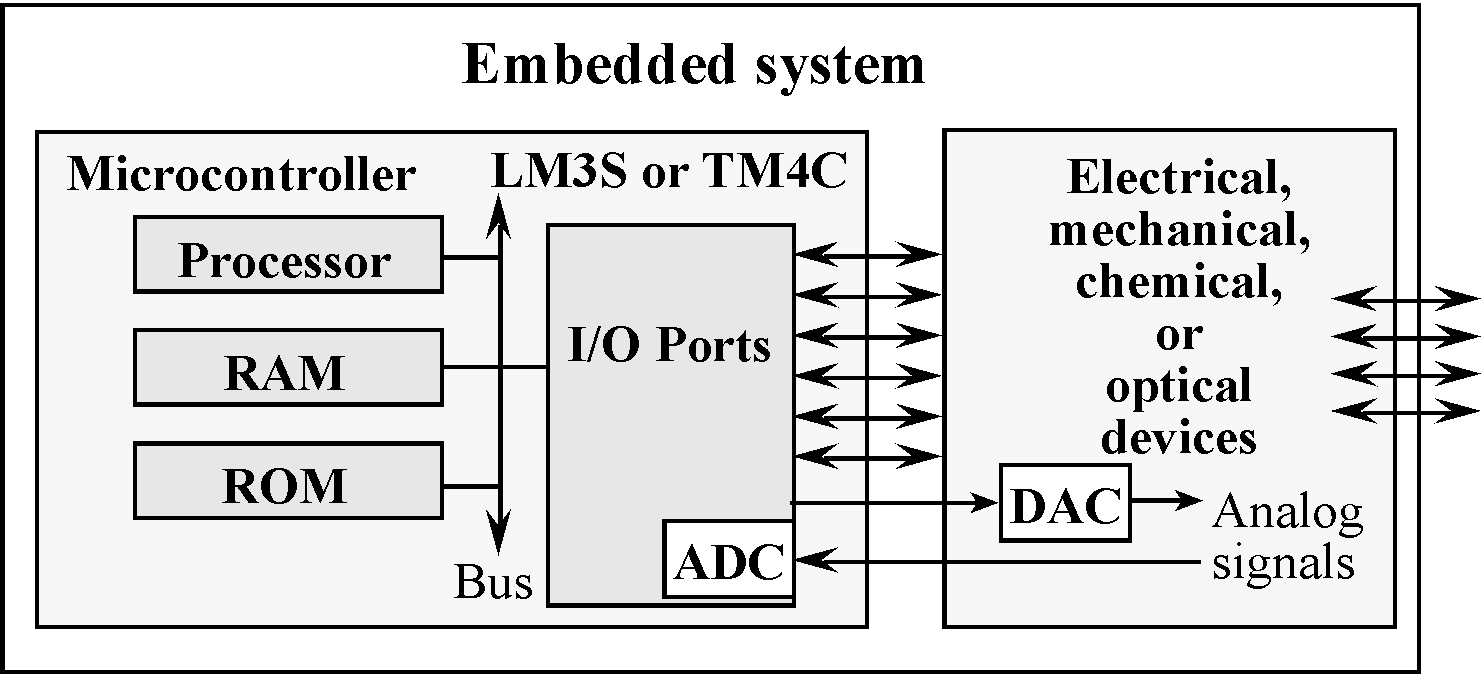 Embedded system
Microcontroller
LM3S or TM4C
Processor
RAM
ROM
Bus
I/O Ports
ADC
Electrical,
mechanical,
chemical,
or
optical
devices
DAC
Analog
signals